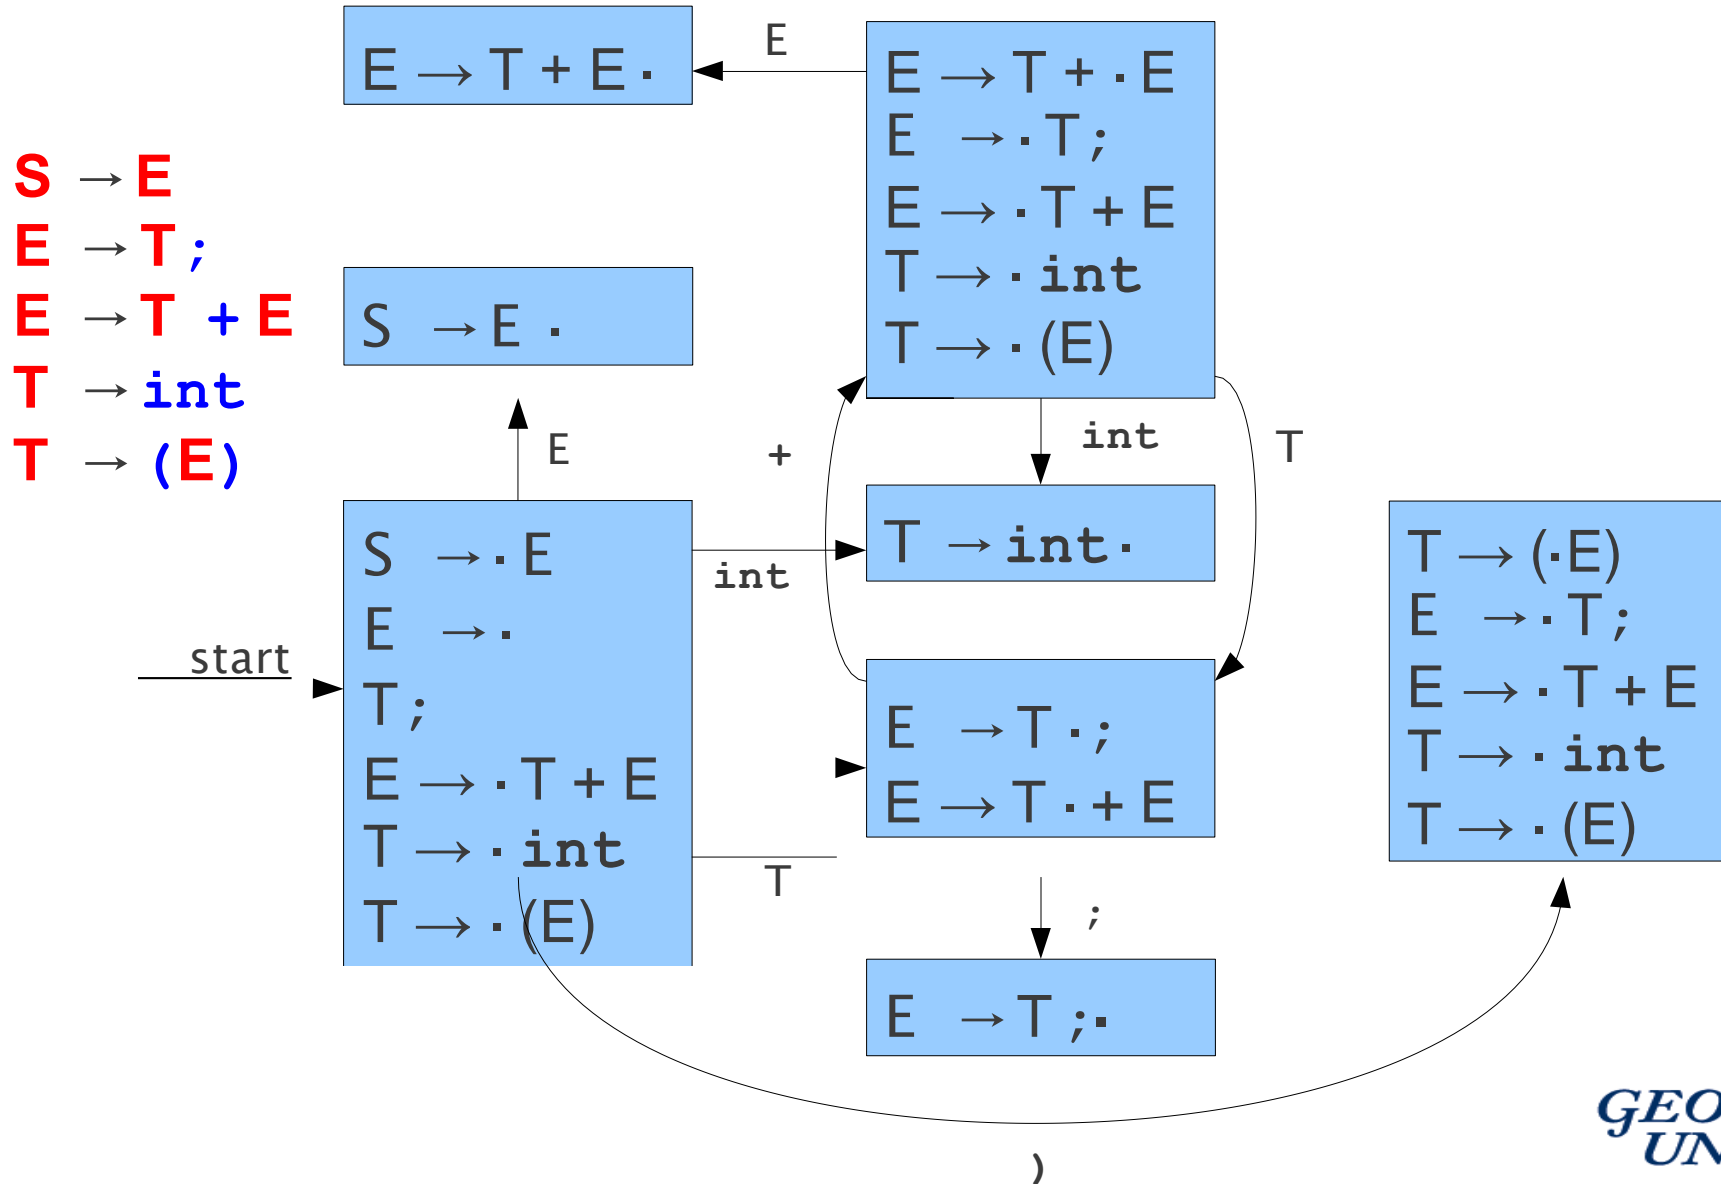 S → E
E → T ;
E → T + E
T → int
T → (E)
E → T + E ·
E
E → T + · E
E → · T ;
E → · T + E
T → · int
T → · (E)
S → E ·
E
+
int
T
start
S → · E
E → ·
T ;
E → · T + E
T → · int
T → · (E)
int
T → int ·
T
E → T · ;
E → T · + E
;
E → T ; ·
T → (· E)
E → · T ;
E → · T + E
T → · int
T → · (E)
)
GEO
UN